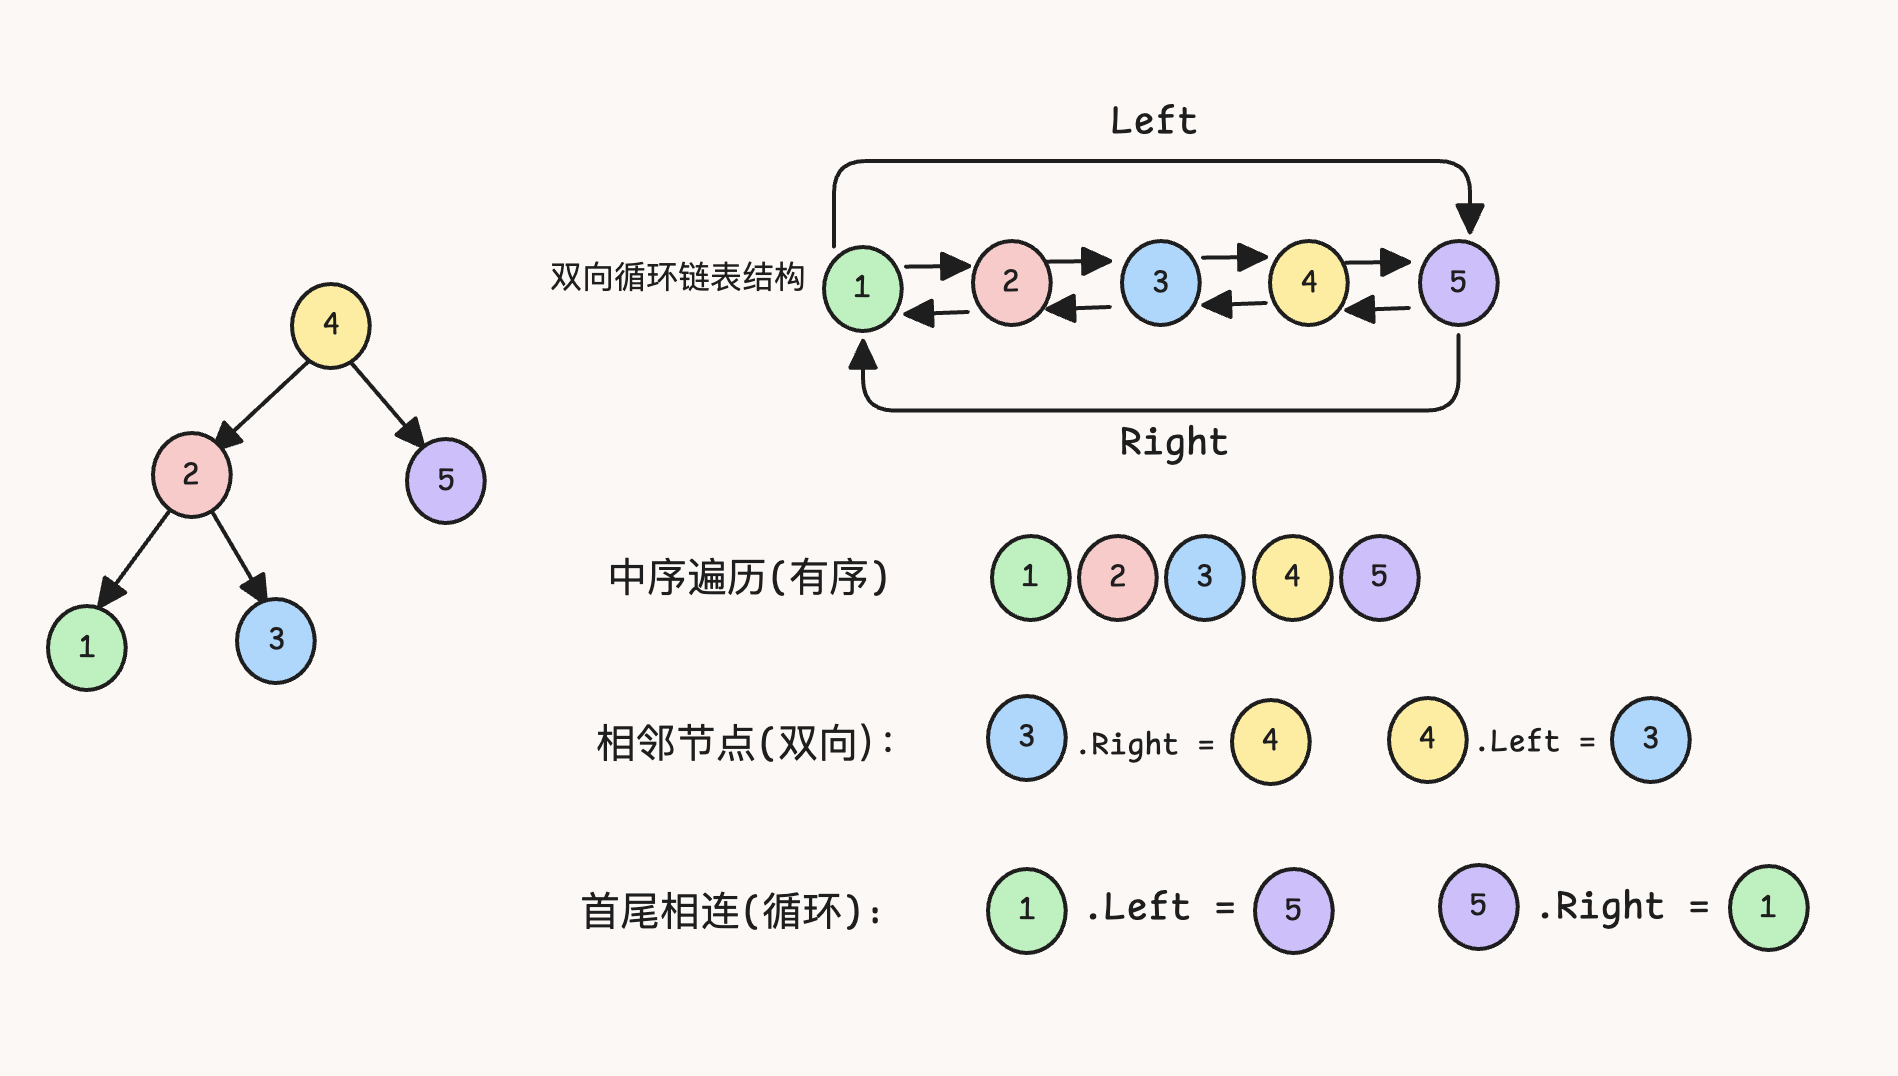 Left
双向循环链表结构
1 2 3 4 5
Right
4
2 5
1 3
中序遍历(有序) 1 2 3 4 5
相邻节点(双向): 3 .Right = 4 4 .Left = 3
首尾相连(循环): 1 .Left = 5 5 .Right = 1